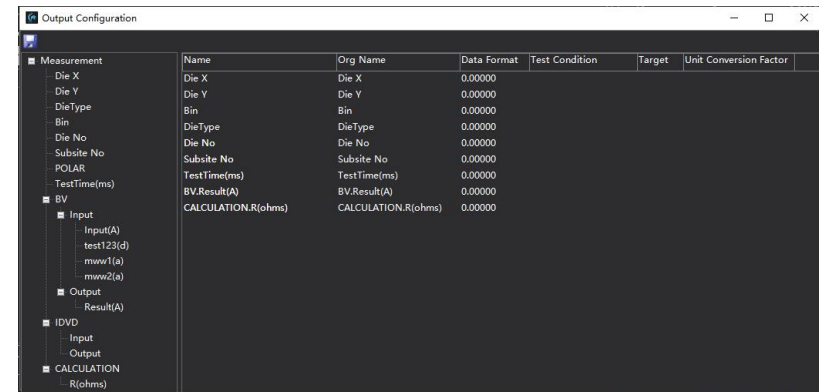 Output Configuration
Measurement
Die X
Die Y
DieType
Bin
Die No
Subsite No
POLAR
TestTime(ms)
BV
Input
Input(A)
test123(d)
mww1(a)
mww2(a)
Output
Result(A)
IDVD
Input
Output
CALCULATION
R(ohms)
Name Org Name Data Format Test Condition Target Unit Conversion Factor
Die X Die X 0.00000
Die Y Die Y 0.00000
Bin Bin 0.00000
DieType DieType 0.00000
Die No Die No 0.00000
Subsite No Subsite No 0.00000
TestTime(ms) TestTime(ms) 0.00000
BV.Result(A) BV.Result(A) 0.00000
CALCULATION.R(ohms) CALCULATION.R(ohms) 0.00000